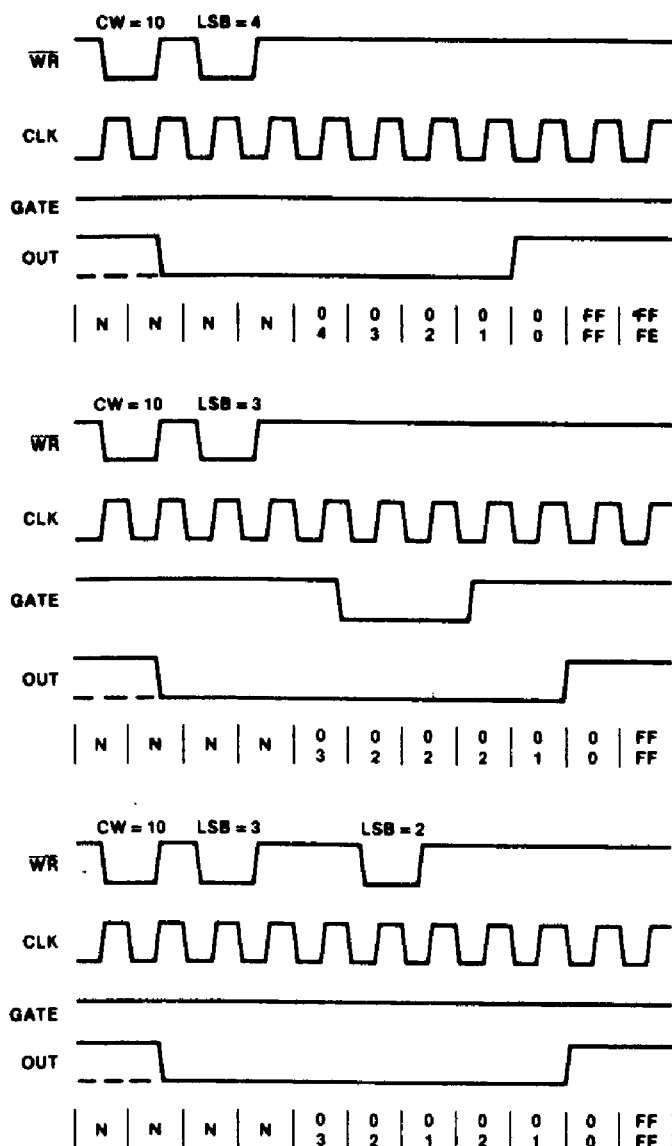 CW = 10 LSB = 4
WR
CLK
GATE
OUT
N N N N 0 0 0 0 0 FF FF
4 3 2 1 0 FF FE
CW = 10 LSB = 3
WR
CLK
GATE
OUT
N N N N 0 0 0 0 0 0 FF
3 2 2 2 1 0 FF
CW = 10 LSB = 3 LSB = 2
WR
CLK
GATE
OUT
N N N N 0 0 0 0 0 0 FF
3 2 1 2 1 0 FF